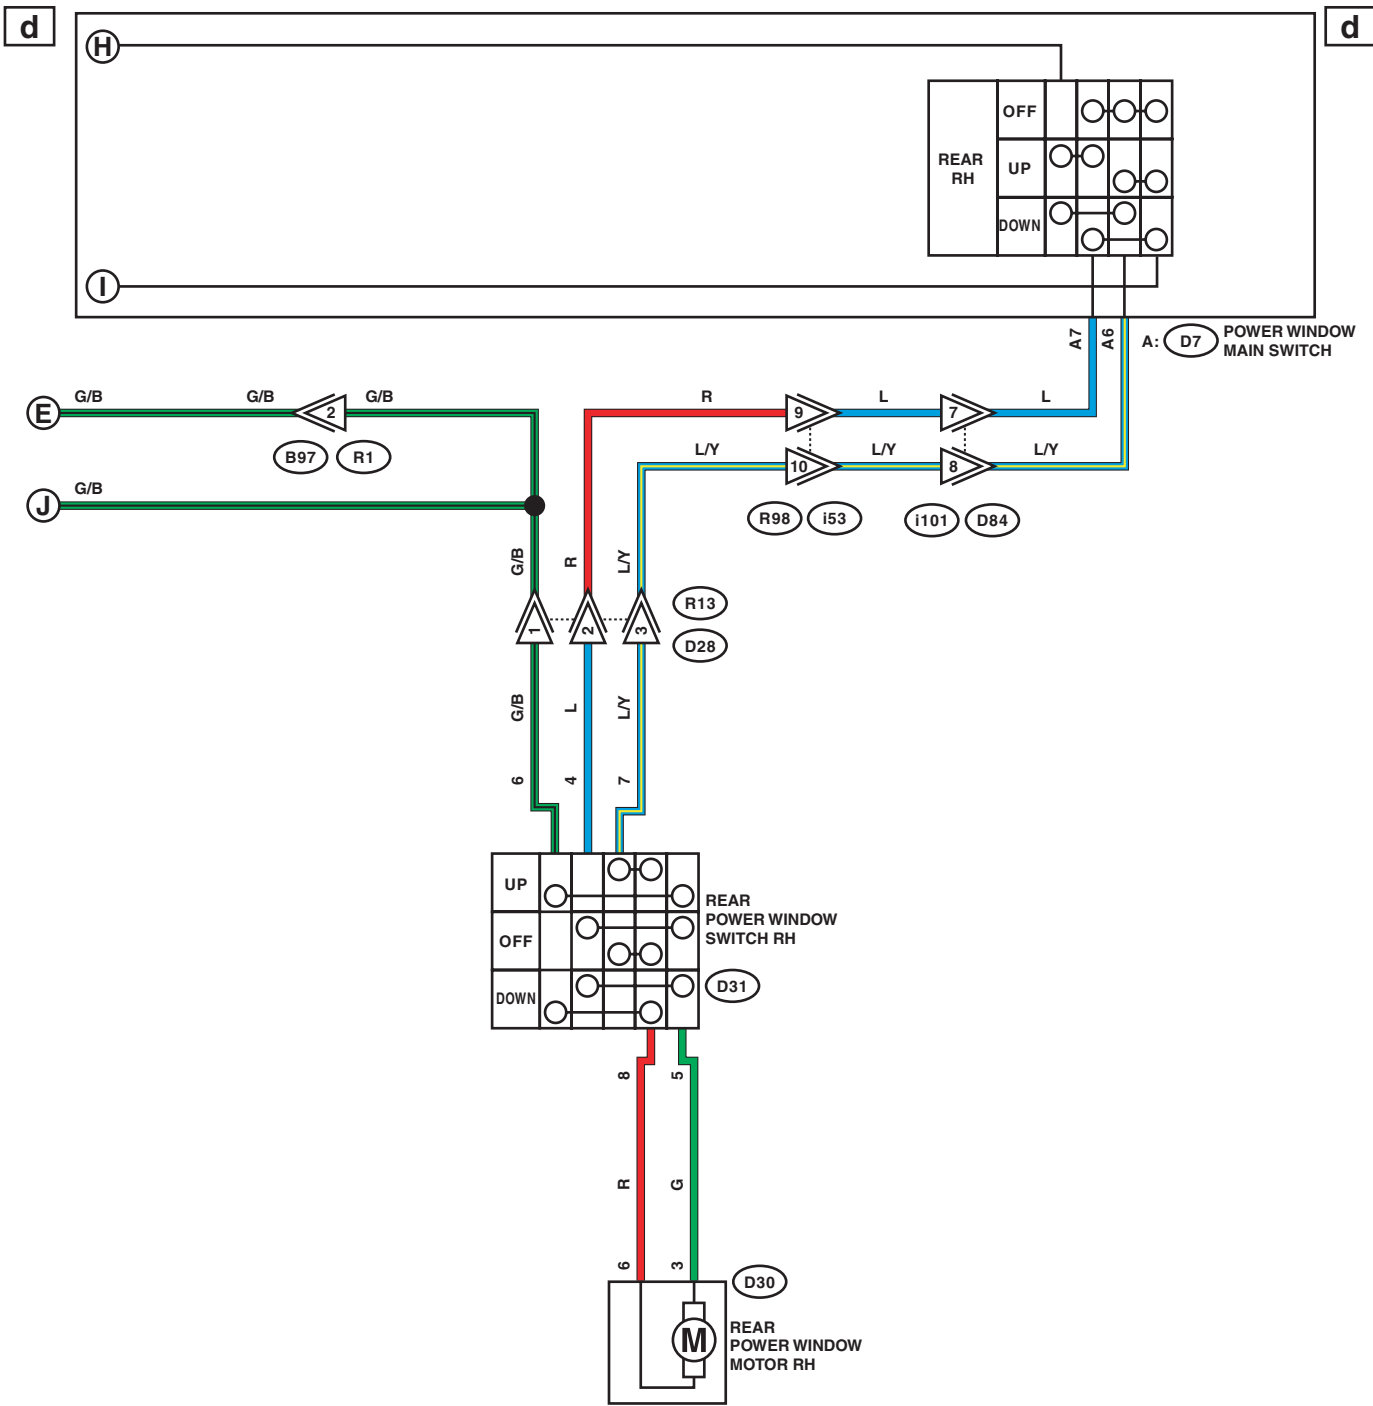 d
d
H
OFF
REAR
RH
UP
DOWN
I
A7
A6
A:
D7
POWER WINDOW
MAIN SWITCH
E
G/B
G/B
2
G/B
R
9
L
7
L
B97
R1
L/Y
10
L/Y
8
L/Y
J
G/B
R98
i53
i101
D84
G/B
R
L/Y
1
2
3
R13
D28
G/B
L
L/Y
6
4
7
UP
OFF
DOWN
REAR
POWER WINDOW
SWITCH RH
D31
8
5
R
G
6
3
D30
M
REAR
POWER WINDOW
MOTOR RH